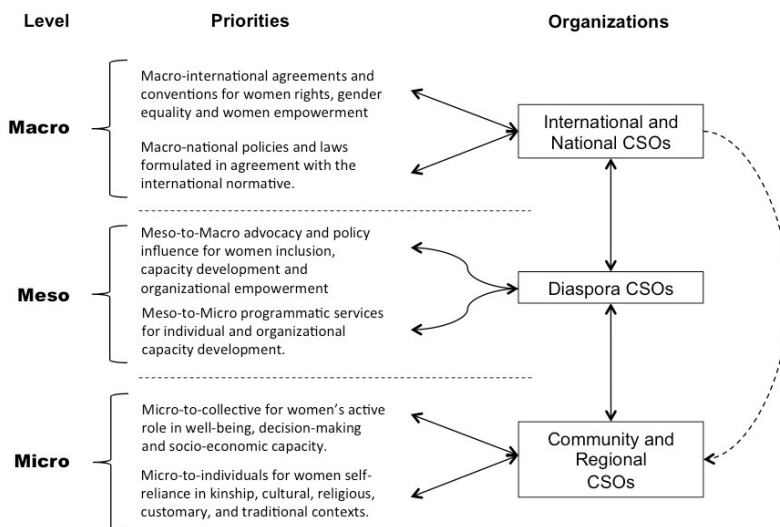 Level Priorities Organizations
Macro
Macro-international agreements and
conventions for women rights, gender
equality and women empowerment
Macro-national policies and laws
formulated in agreement with the
international normative.
International and
National CSOs
Meso
Meso-to-Macro advocacy and policy
influence for women inclusion,
capacity development and
organizational empowerment
Meso-to-Micro programmatic services
for individual and organizational
capacity development.
Diaspora CSOs
Micro
Micro-to-collective for women’s active
role in well-being, decision-making
and socio-economic capacity.
Micro-to-individuals for women self-
reliance in kinship, cultural, religious,
customary, and traditional contexts.
Community and
Regional
CSOs